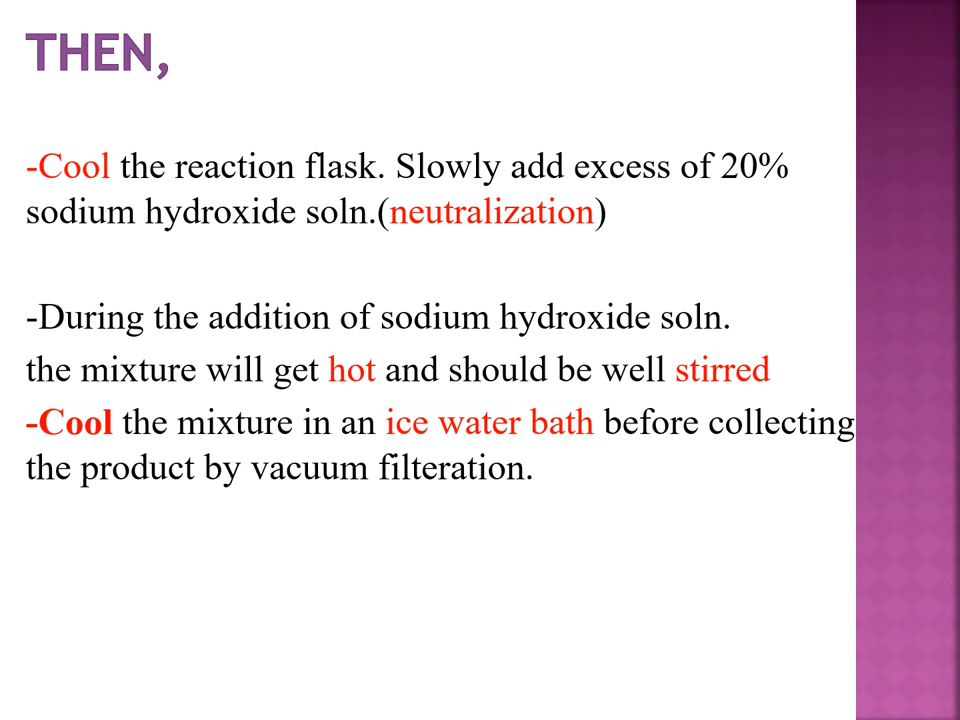 THEN,
-Cool the reaction flask. Slowly add excess of 20%
sodium hydroxide soln.(neutralization)
-During the addition of sodium hydroxide soln.
the mixture will get hot and should be well stirred
-Cool the mixture in an ice water bath before collecting
the product by vacuum filteration.